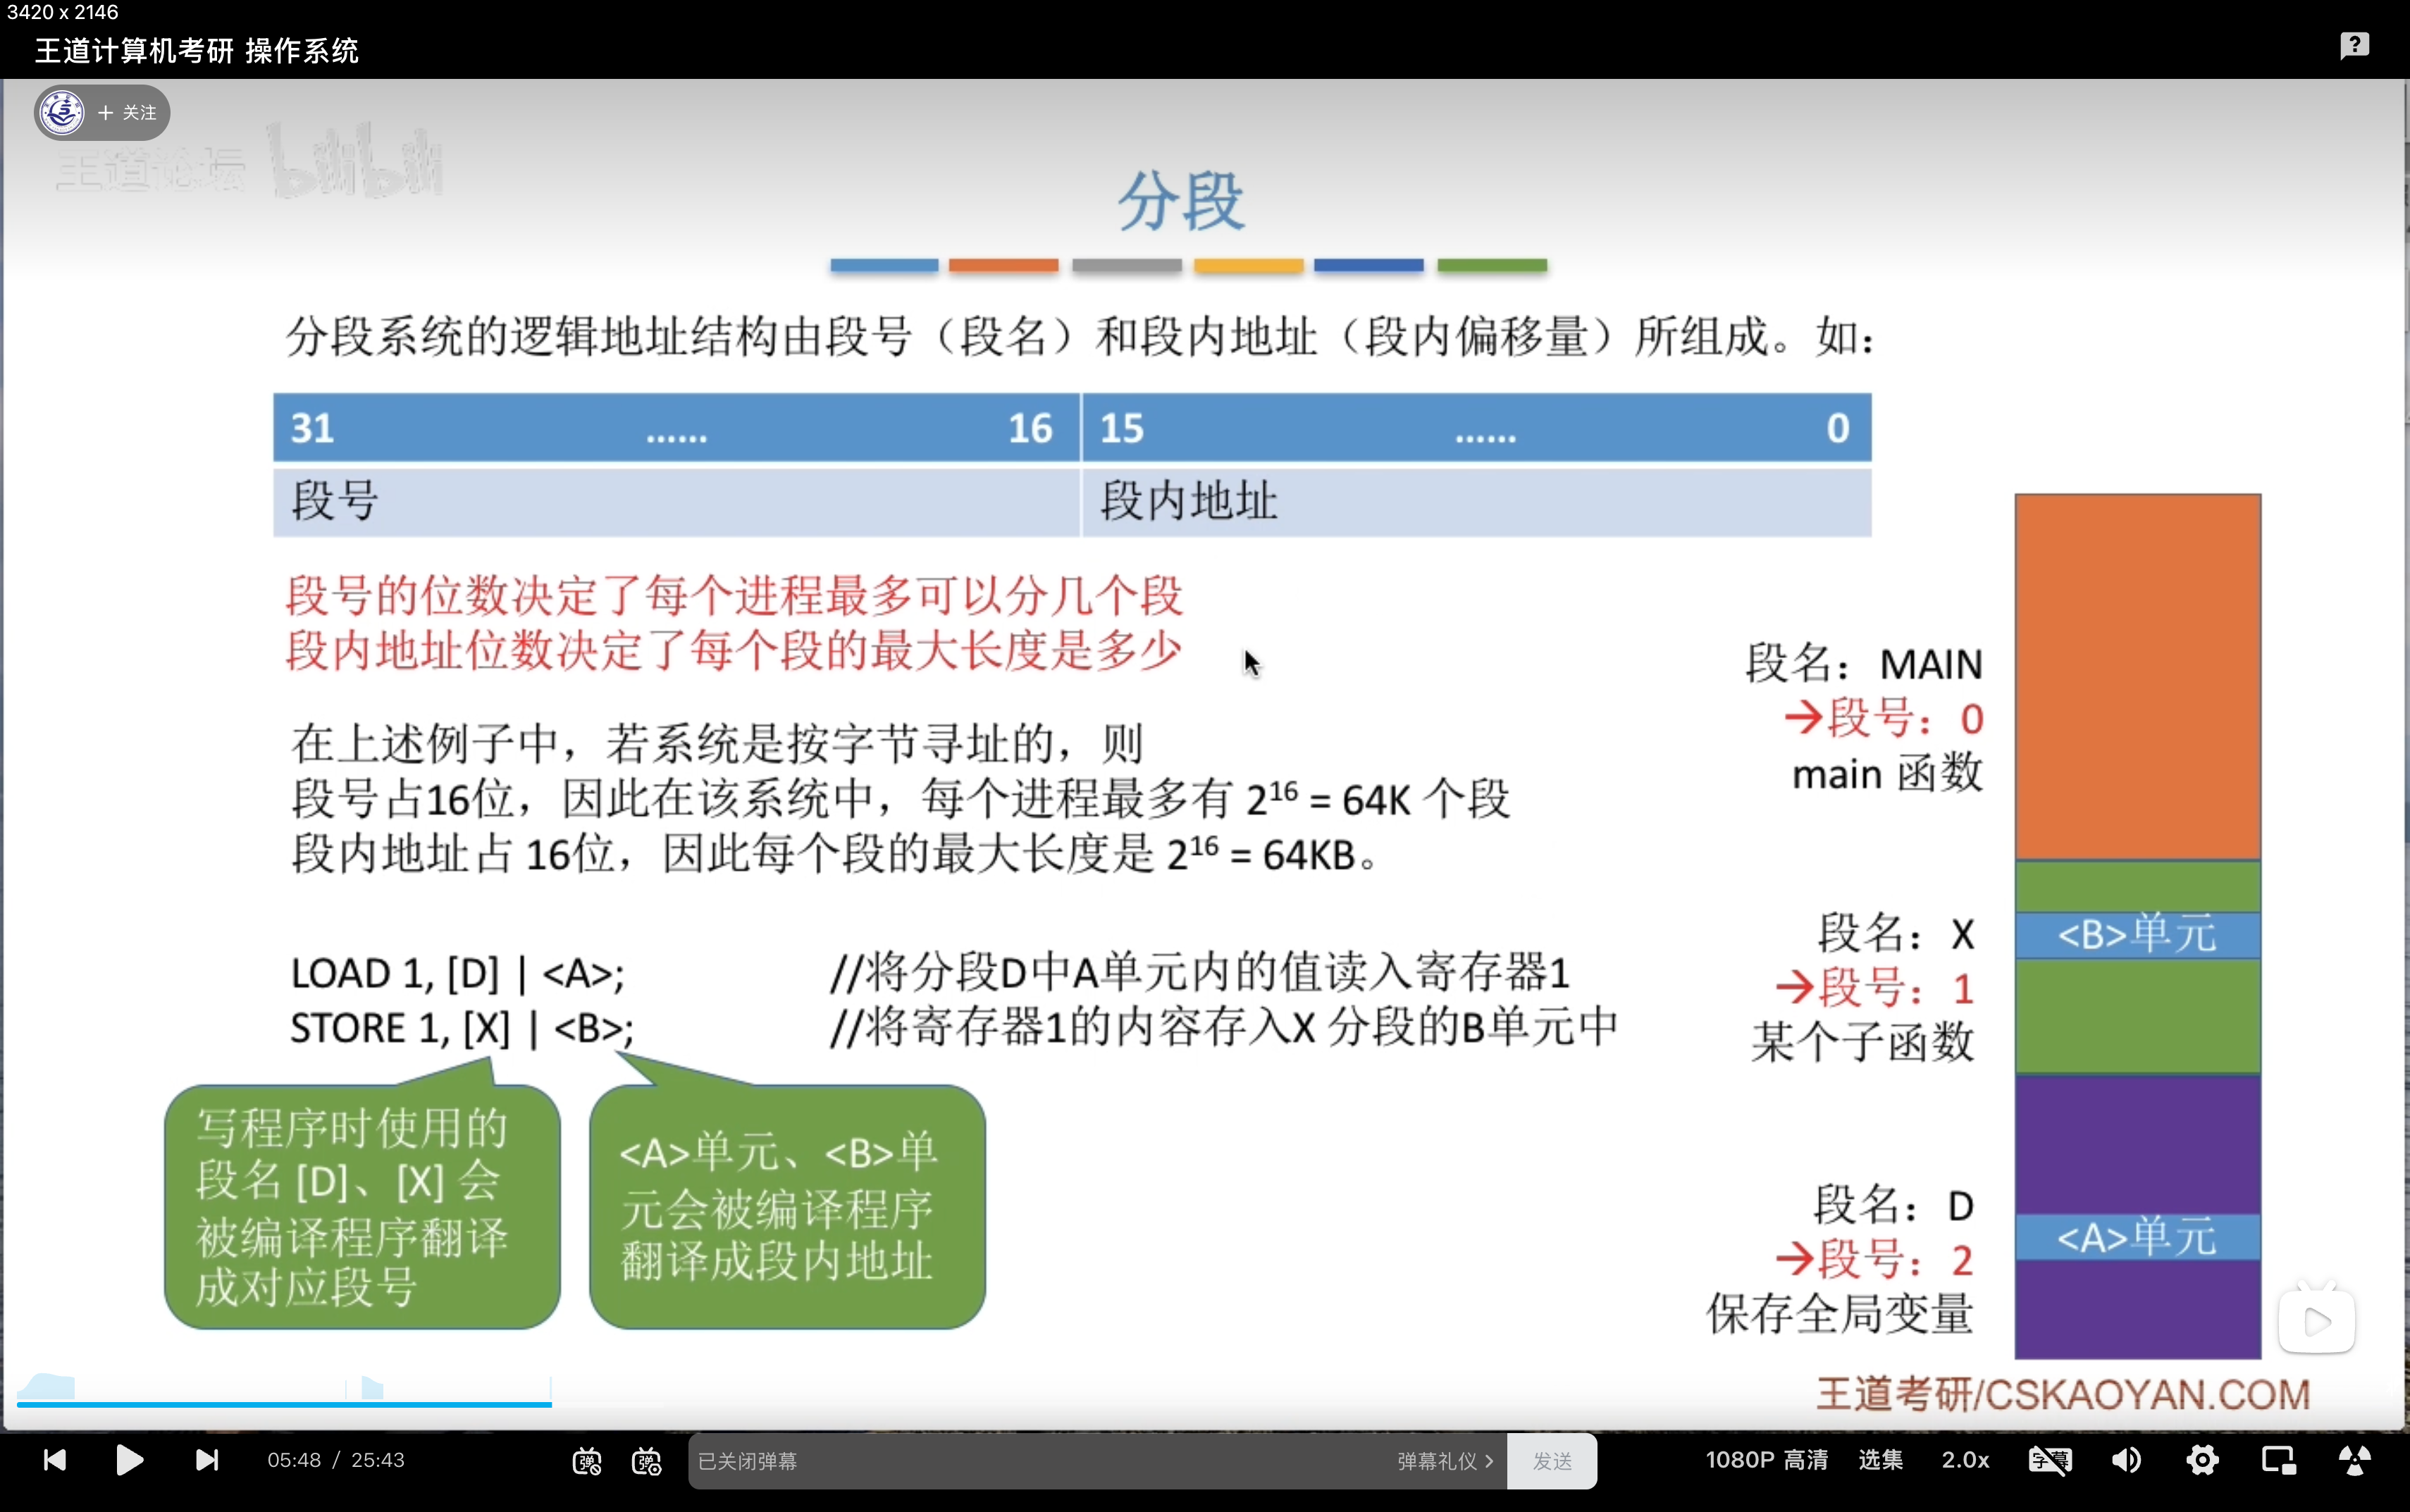 3420 x 2146
王道计算机考研 操作系统
+ 关注
王道论坛 bilibili
分段
分段系统的逻辑地址结构由段号（段名）和段内地址（段内偏移量）所组成。如：
31 …… 16 15 …… 0
段号 段内地址
段号的位数决定了每个进程最多可以分几个段
段内地址位数决定了每个段的最大长度是多少
在上述例子中，若系统是按字节寻址的，则
段号占16位，因此在该系统中，每个进程最多有 2¹⁶ = 64K 个段
段内地址占 16位，因此每个段的最大长度是 2¹⁶ = 64KB。
LOAD 1, [D] | <A>; //将分段D中A单元内的值读入寄存器1
STORE 1, [X] | <B>; //将寄存器1的内容存入X 分段的B单元中
写程序时使用的
段名 [D]、[X] 会
被编译程序翻译
成对应段号
<A>单元、<B>单
元会被编译程序
翻译成段内地址
段名：MAIN
→段号：0
main 函数
段名：X
→段号：1
某个子函数
<B>单元
段名：D
→段号：2
保存全局变量
<A>单元
王道考研/CSKAOYAN.COM
05:48 / 25:43
弹
弹
已关闭弹幕
弹幕礼仪 >
发送
1080P 高清
选集
2.0x
字幕